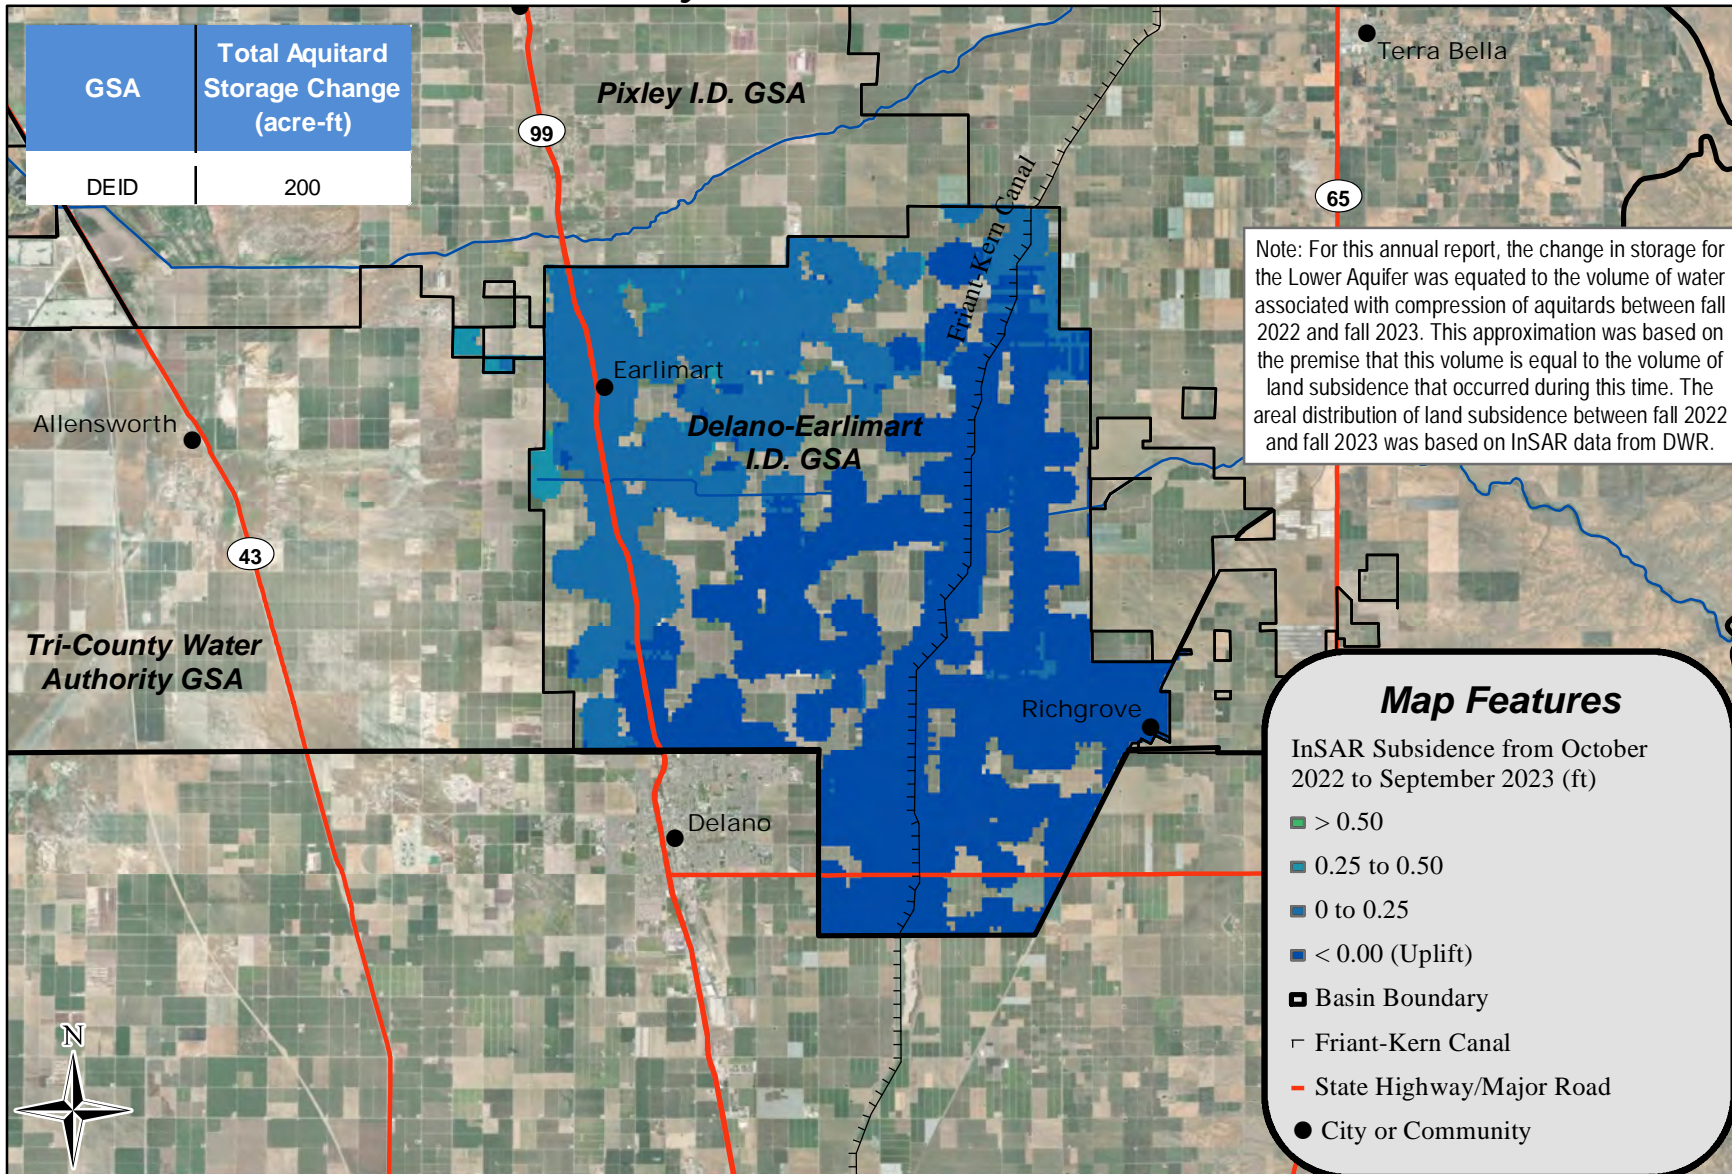 GSA
Total Aquitard
Storage Change
(acre-ft)
DEID
200
Pixley I.D. GSA
Terra Bella
99
65
Friant-Kern Canal
Note: For this annual report, the change in storage for
the Lower Aquifer was equated to the volume of water
associated with compression of aquitards between fall
2022 and fall 2023. This approximation was based on
the premise that this volume is equal to the volume of
land subsidence that occurred during this time. The
areal distribution of land subsidence between fall 2022
and fall 2023 was based on InSAR data from DWR.
Earlimart
Allensworth
Delano-Earlimart
I.D. GSA
43
Tri-County Water
Authority GSA
Richgrove
Delano
Map Features
InSAR Subsidence from October
2022 to September 2023 (ft)
> 0.50
0.25 to 0.50
0 to 0.25
< 0.00 (Uplift)
Basin Boundary
Friant-Kern Canal
State Highway/Major Road
City or Community
N